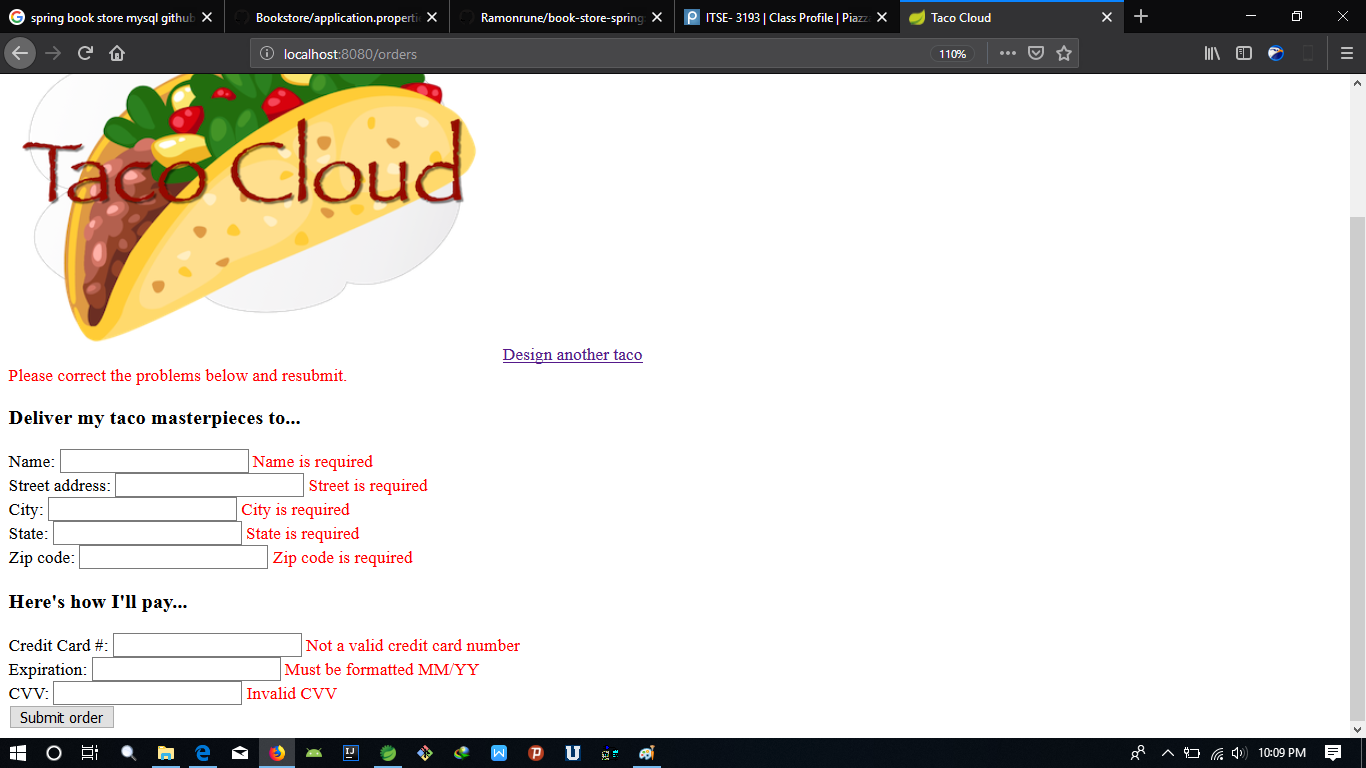 spring book store mysql github
Bookstore/application.properti
Ramonrune/book-store-spring
ITSE- 3193 | Class Profile | Piazz
Taco Cloud
localhost:8080/orders
110%
Taco Cloud
Design another taco
Please correct the problems below and resubmit.
Deliver my taco masterpieces to...
Name: Name is required
Street address: Street is required
City: City is required
State: State is required
Zip code: Zip code is required
Here's how I'll pay...
Credit Card #: Not a valid credit card number
Expiration: Must be formatted MM/YY
CVV: Invalid CVV
Submit order
10:09 PM